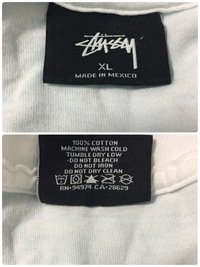 STÜSSY
XL
MADE IN MEXICO
100% COTTON
MACHINE WASH COLD
TUMBLE DRY LOW
DO NOT BLEACH
DO NOT IRON
DO NOT DRY CLEAN
RN·94974 CA·28629